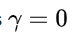 γ = 0